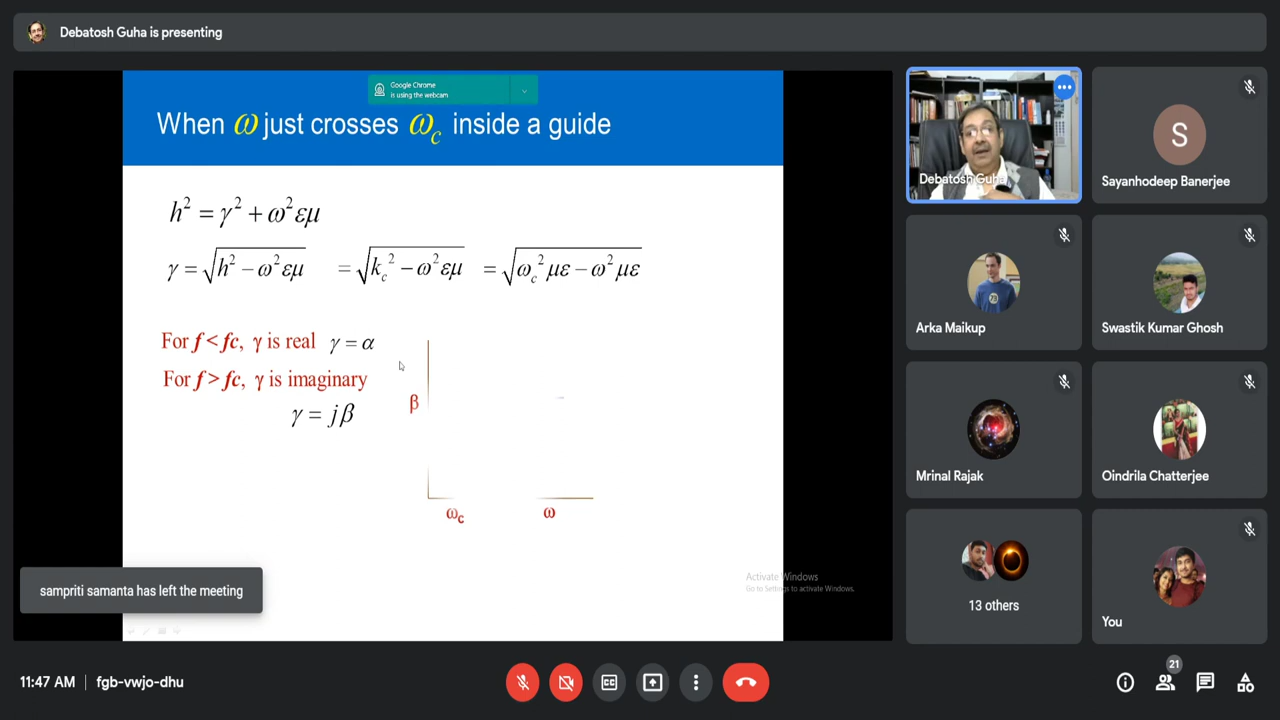 Debatosh Guha is presenting
Google Chrome
is using the webcam
When ω just crosses ω_c inside a guide
h² = γ² + ω²εμ
γ = √(h² − ω²εμ) = √(k_c² − ω²εμ) = √(ω_c²με − ω²με)
For f < fc, γ is real γ = α
For f > fc, γ is imaginary
γ = jβ
β
ω_c ω
Activate Windows
Go to Settings to activate Windows.
sampriti samanta has left the meeting
Debatosh Guha
S
Sayanhodeep Banerjee
Arka Maikup
Swastik Kumar Ghosh
Mrinal Rajak
Oindrila Chatterjee
13 others
You
11:47 AM | fgb-vwjo-dhu
CC
21